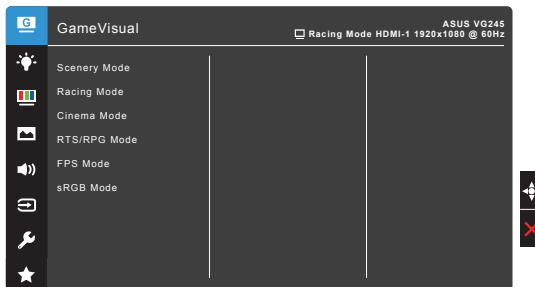 G
GameVisual
ASUS VG245
Racing Mode HDMI-1 1920x1080 @ 60Hz
Scenery Mode
Racing Mode
Cinema Mode
RTS/RPG Mode
FPS Mode
sRGB Mode